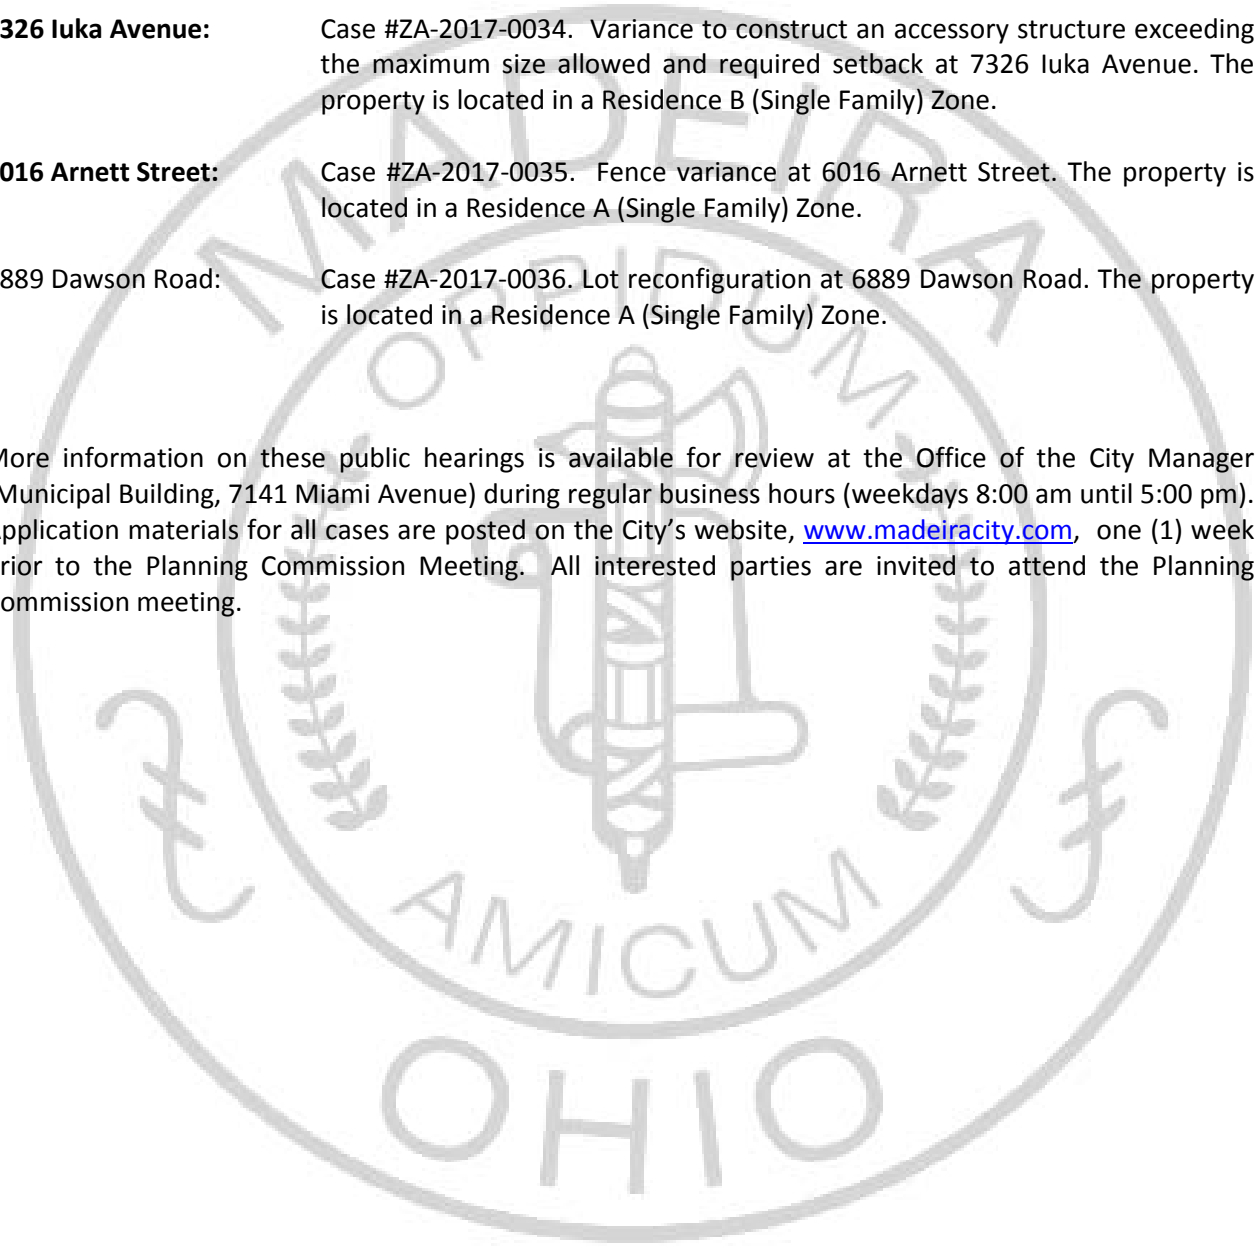 326 Iuka Avenue: Case #ZA-2017-0034. Variance to construct an accessory structure exceeding
the maximum size allowed and required setback at 7326 Iuka Avenue. The
property is located in a Residence B (Single Family) Zone.
016 Arnett Street: Case #ZA-2017-0035. Fence variance at 6016 Arnett Street. The property is
located in a Residence A (Single Family) Zone.
889 Dawson Road: Case #ZA-2017-0036. Lot reconfiguration at 6889 Dawson Road. The property
is located in a Residence A (Single Family) Zone.
More information on these public hearings is available for review at the Office of the City Manager
Municipal Building, 7141 Miami Avenue) during regular business hours (weekdays 8:00 am until 5:00 pm).
pplication materials for all cases are posted on the City's website, www.madeiracity.com, one (1) week
rior to the Planning Commission Meeting. All interested parties are invited to attend the Planning
ommission meeting.
MADEIRA
OPPIDUM
AMICUM
OHIO